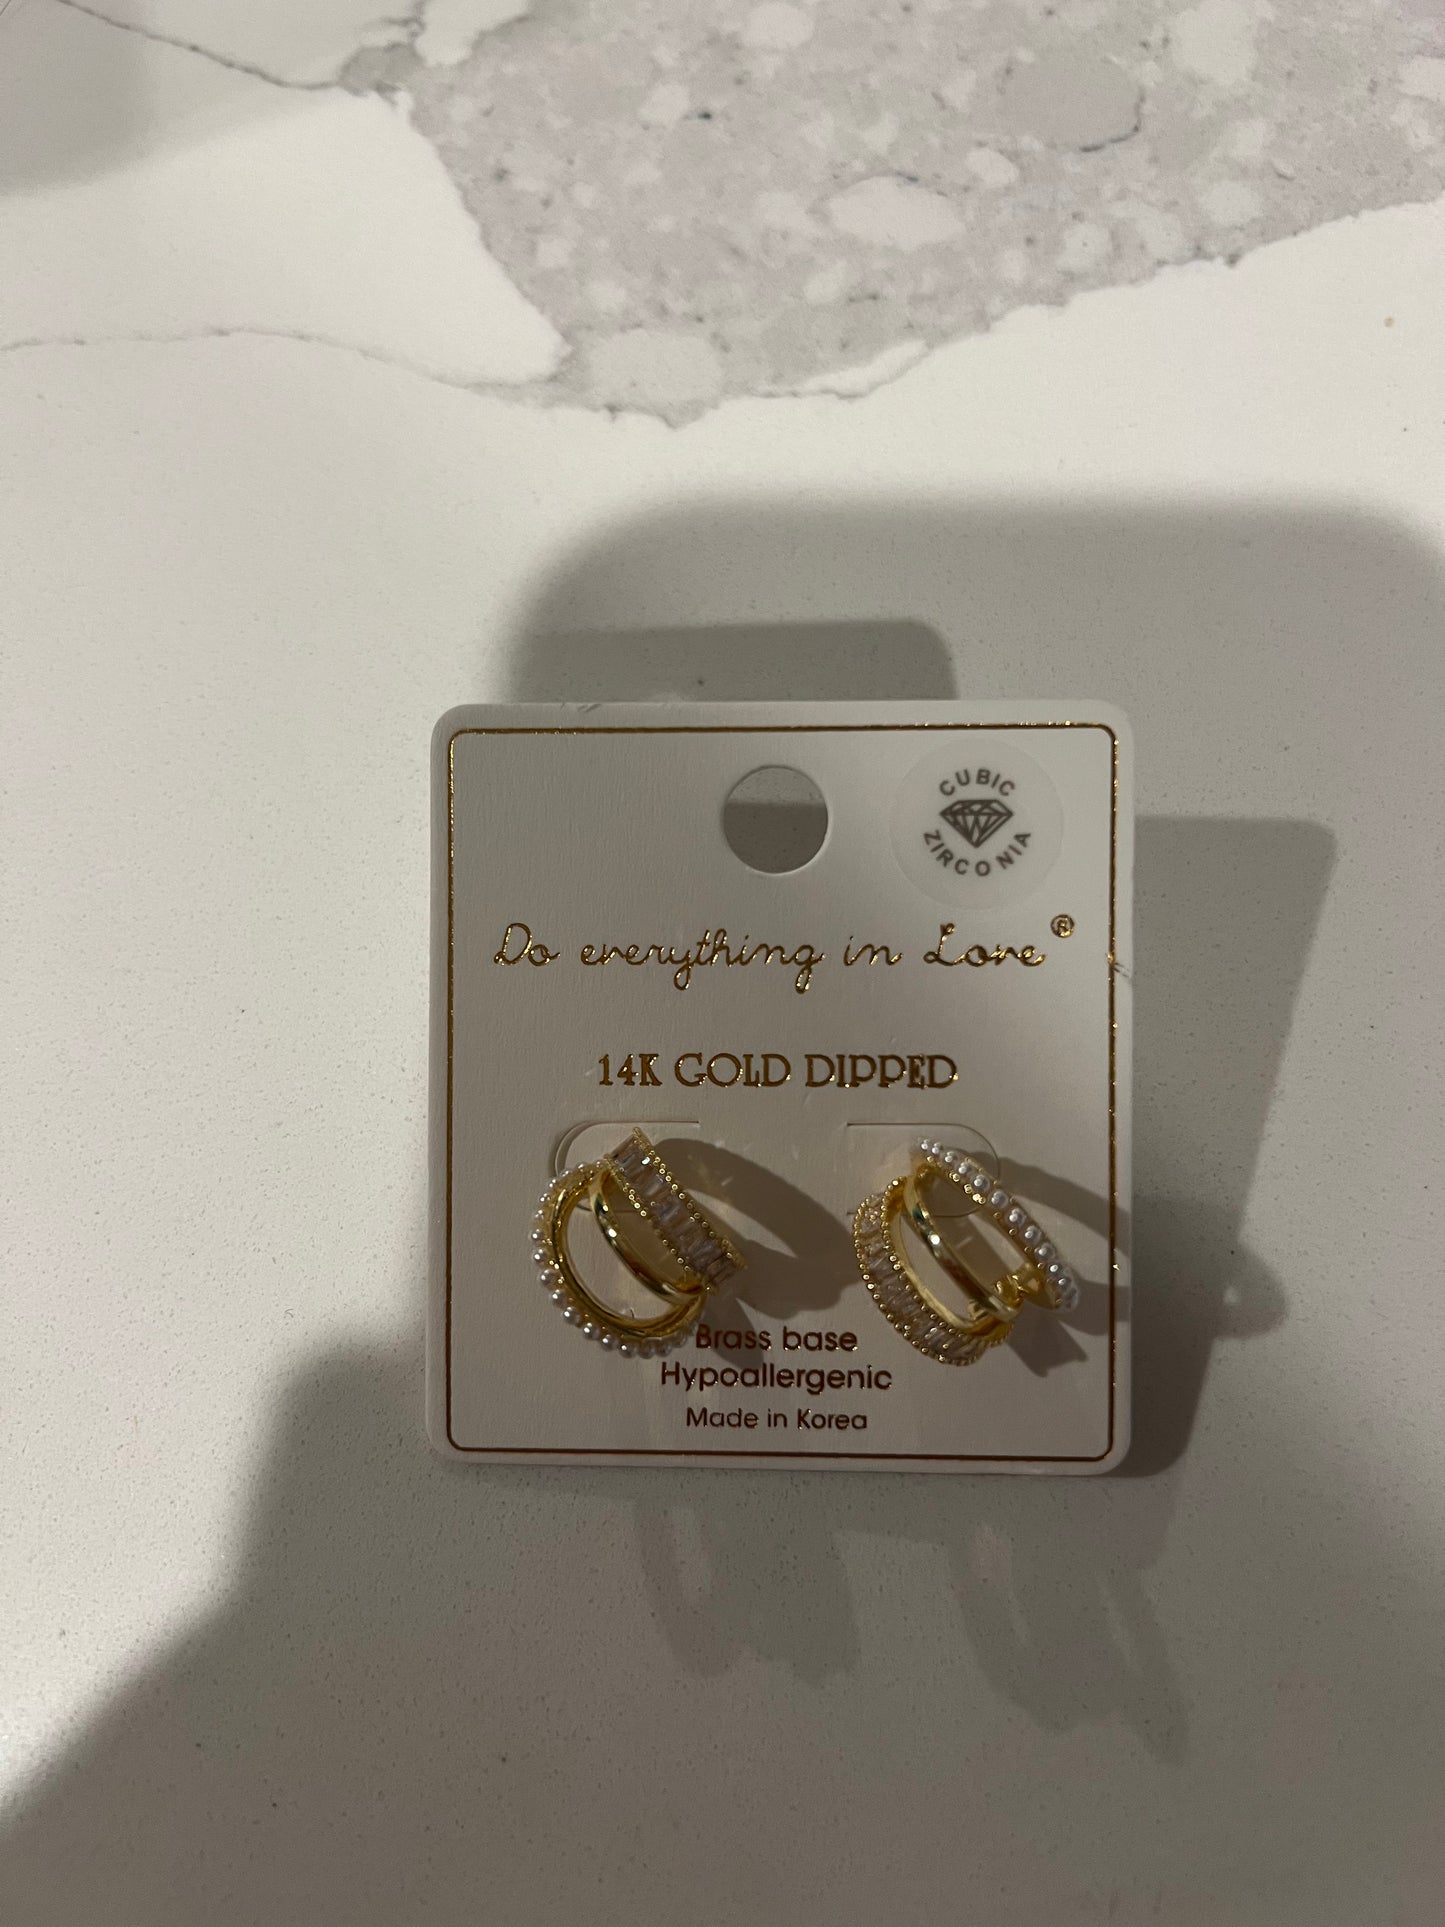 CUBIC
ZIRCONIA
Do everything in Love®
14K GOLD DIPPED
Brass base
Hypoallergenic
Made in Korea